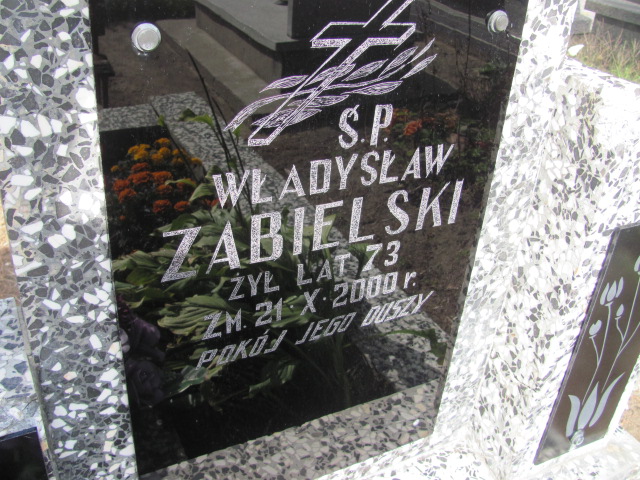 Ś.P.
WŁADYSŁAW
ZABIELSKI
ŻYŁ LAT 73
ZM. 21.X.2000 r.
POKÓJ JEGO DUSZY